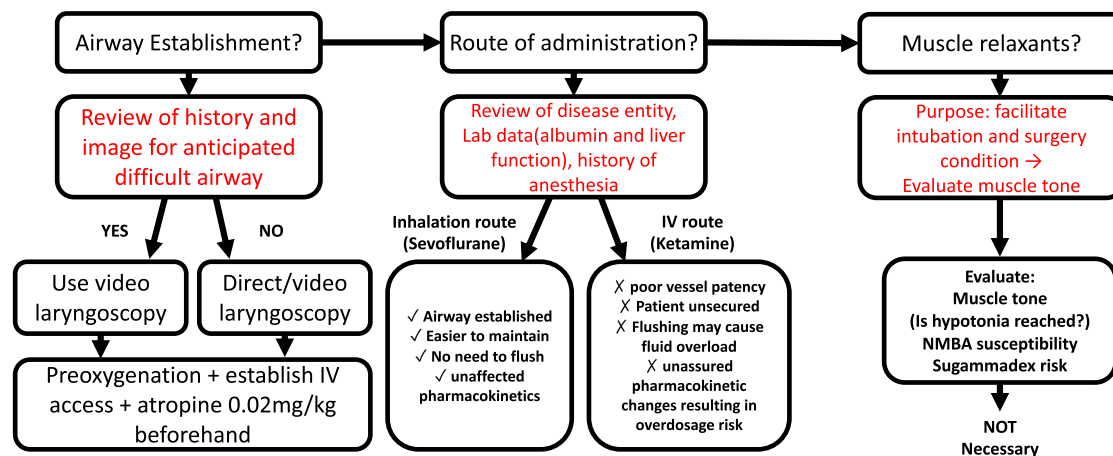 Airway Establishment?
Review of history and
image for anticipated
difficult airway
YES
NO
Use video
laryngoscopy
Direct/video
laryngoscopy
Preoxygenation + establish IV
access + atropine 0.02mg/kg
beforehand
Route of administration?
Review of disease entity,
Lab data(albumin and liver
function), history of
anesthesia
Inhalation route
(Sevoflurane)
✓ Airway established
✓ Easier to maintain
✓ No need to flush
✓ unaffected
pharmacokinetics
IV route
(Ketamine)
✗ poor vessel patency
✗ Patient unsecured
✗ Flushing may cause
fluid overload
✗ unassured
pharmacokinetic
changes resulting in
overdosage risk
Muscle relaxants?
Purpose: facilitate
intubation and surgery
condition →
Evaluate muscle tone
Evaluate:
Muscle tone
(Is hypotonia reached?)
NMBA susceptibility
Sugammadex risk
NOT
Necessary